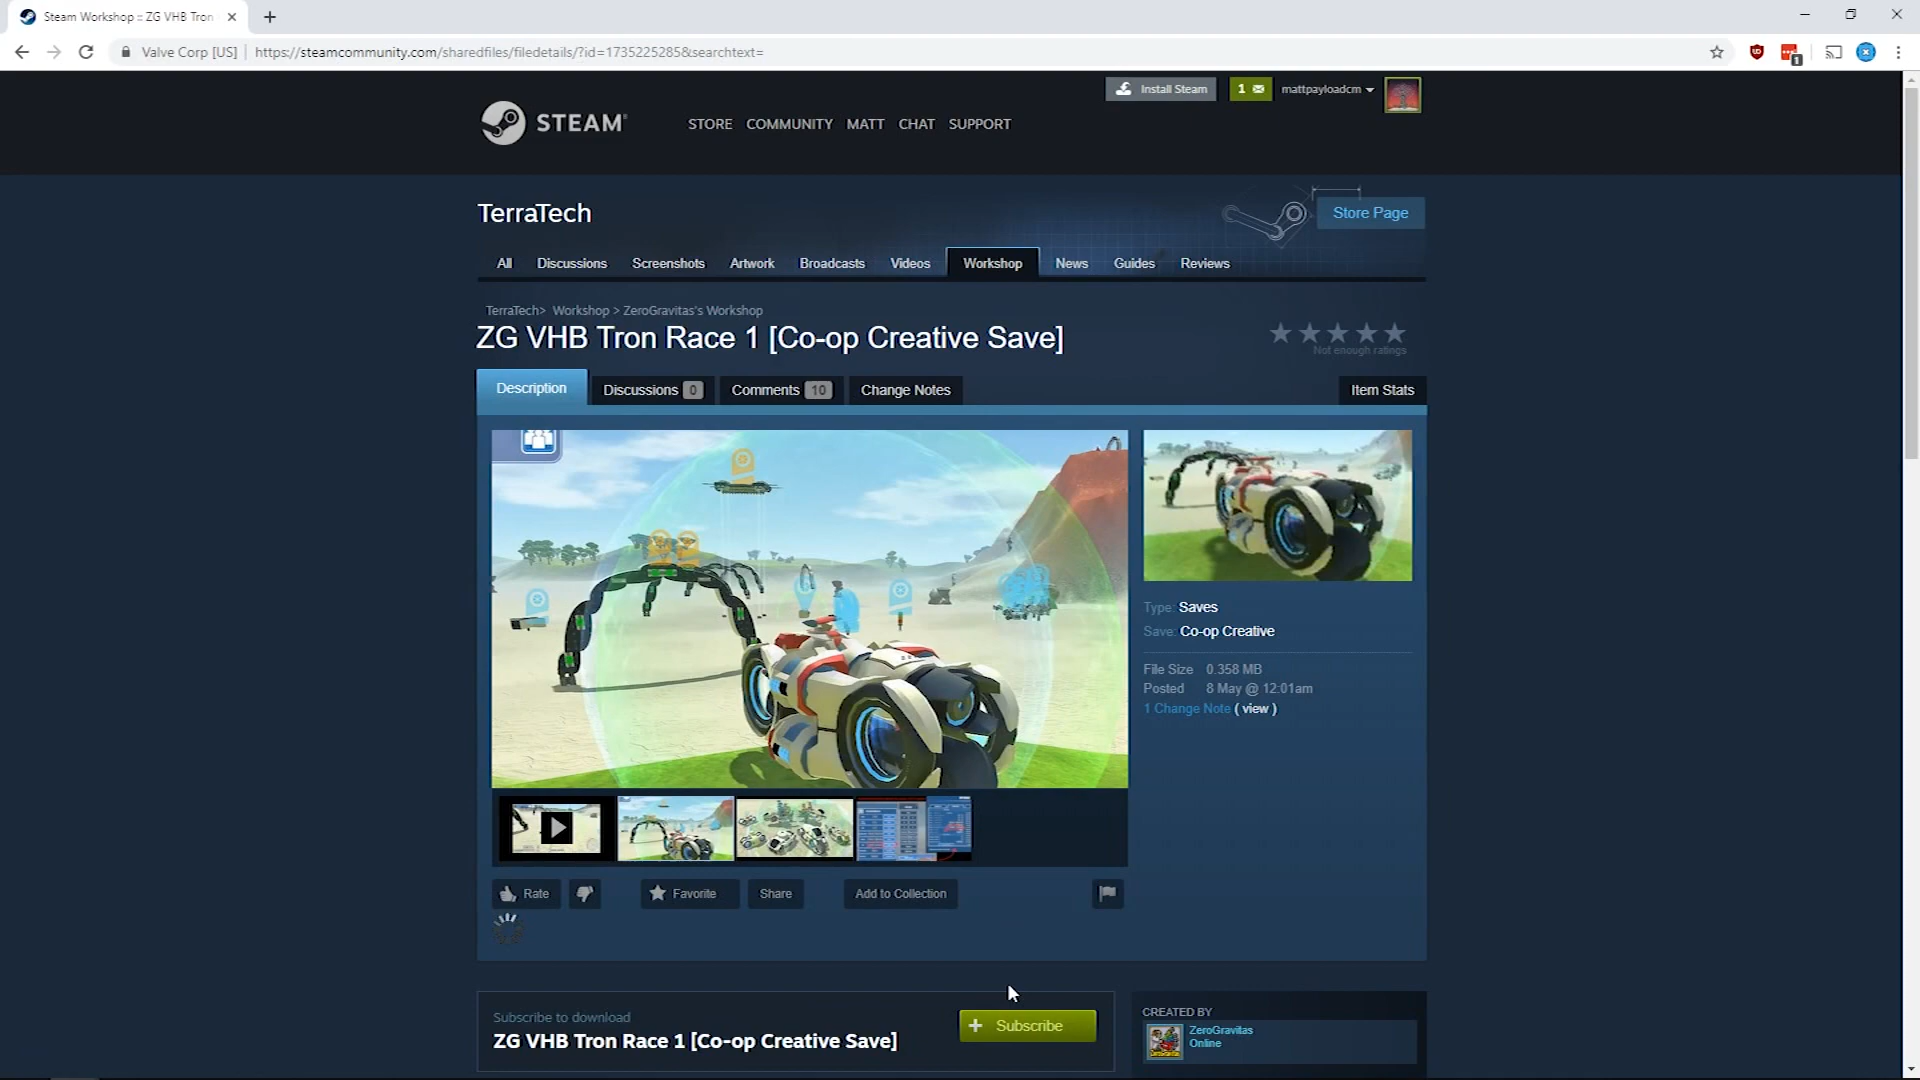 Steam Workshop :: ZG VHB Tron
Valve Corp [US] | https://steamcommunity.com/sharedfiles/filedetails/?id=1735225285&searchtext=
1
Install Steam
1
mattpayloadcm
STEAM
STORE COMMUNITY MATT CHAT SUPPORT
TerraTech
Store Page
All Discussions Screenshots Artwork Broadcasts Videos Workshop News Guides Reviews
TerraTech> Workshop > ZeroGravitas's Workshop
ZG VHB Tron Race 1 [Co-op Creative Save]
Not enough ratings
Description Discussions 0 Comments 10 Change Notes Item Stats
Type: Saves
Save: Co-op Creative
File Size 0.358 MB
Posted 8 May @ 12:01am
1 Change Note ( view )
Rate Favorite Share Add to Collection
Subscribe to download
ZG VHB Tron Race 1 [Co-op Creative Save]
+ Subscribe
CREATED BY
ZeroGravitas
Online